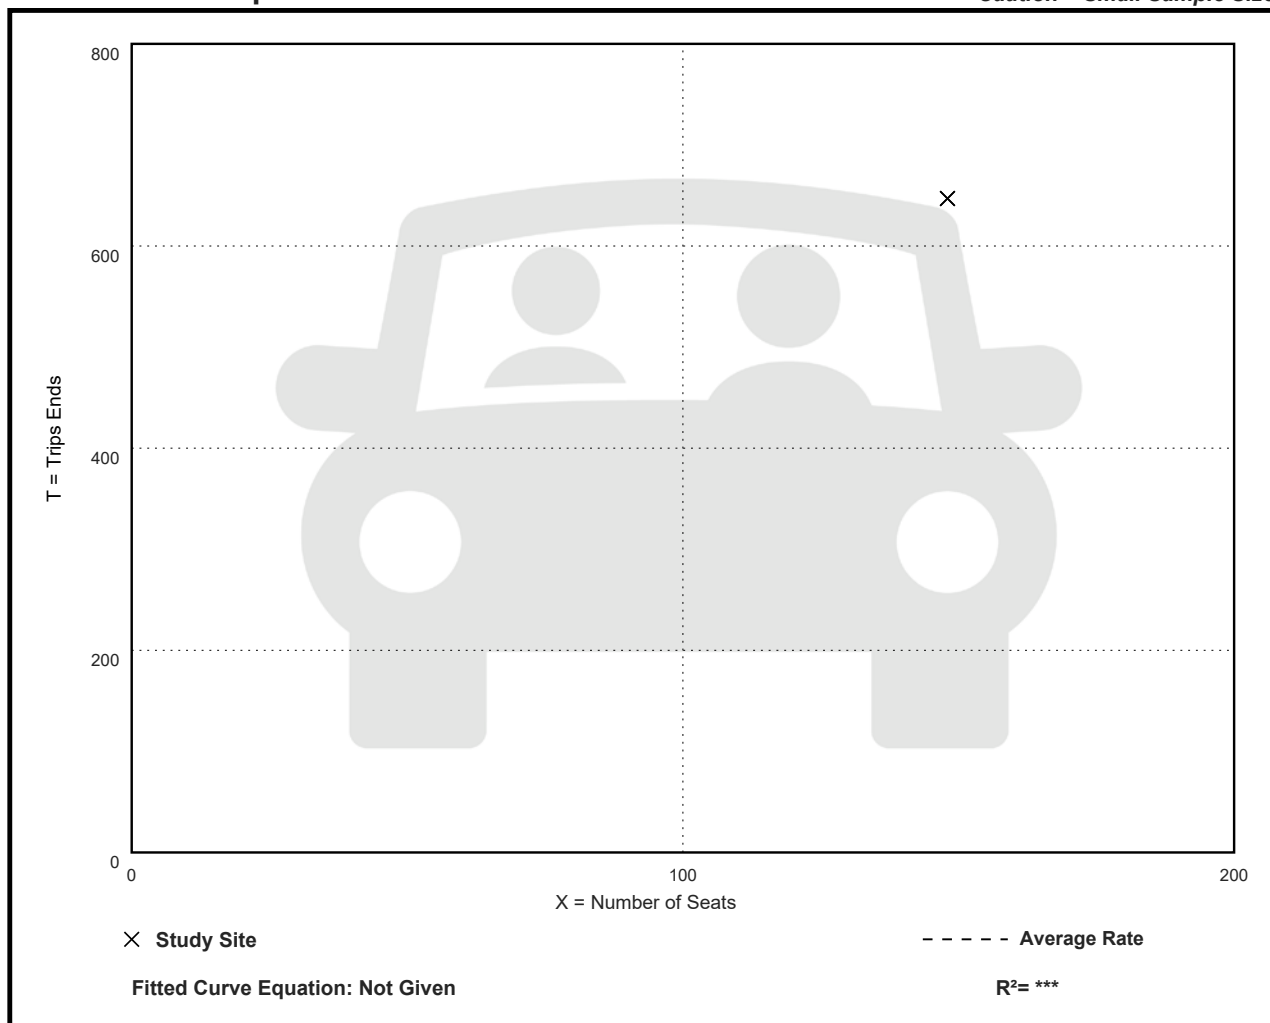 800
600
400
200
0
T = Trips Ends
0 100 200
X = Number of Seats
Study Site
Average Rate
Fitted Curve Equation: Not Given
R²= ***